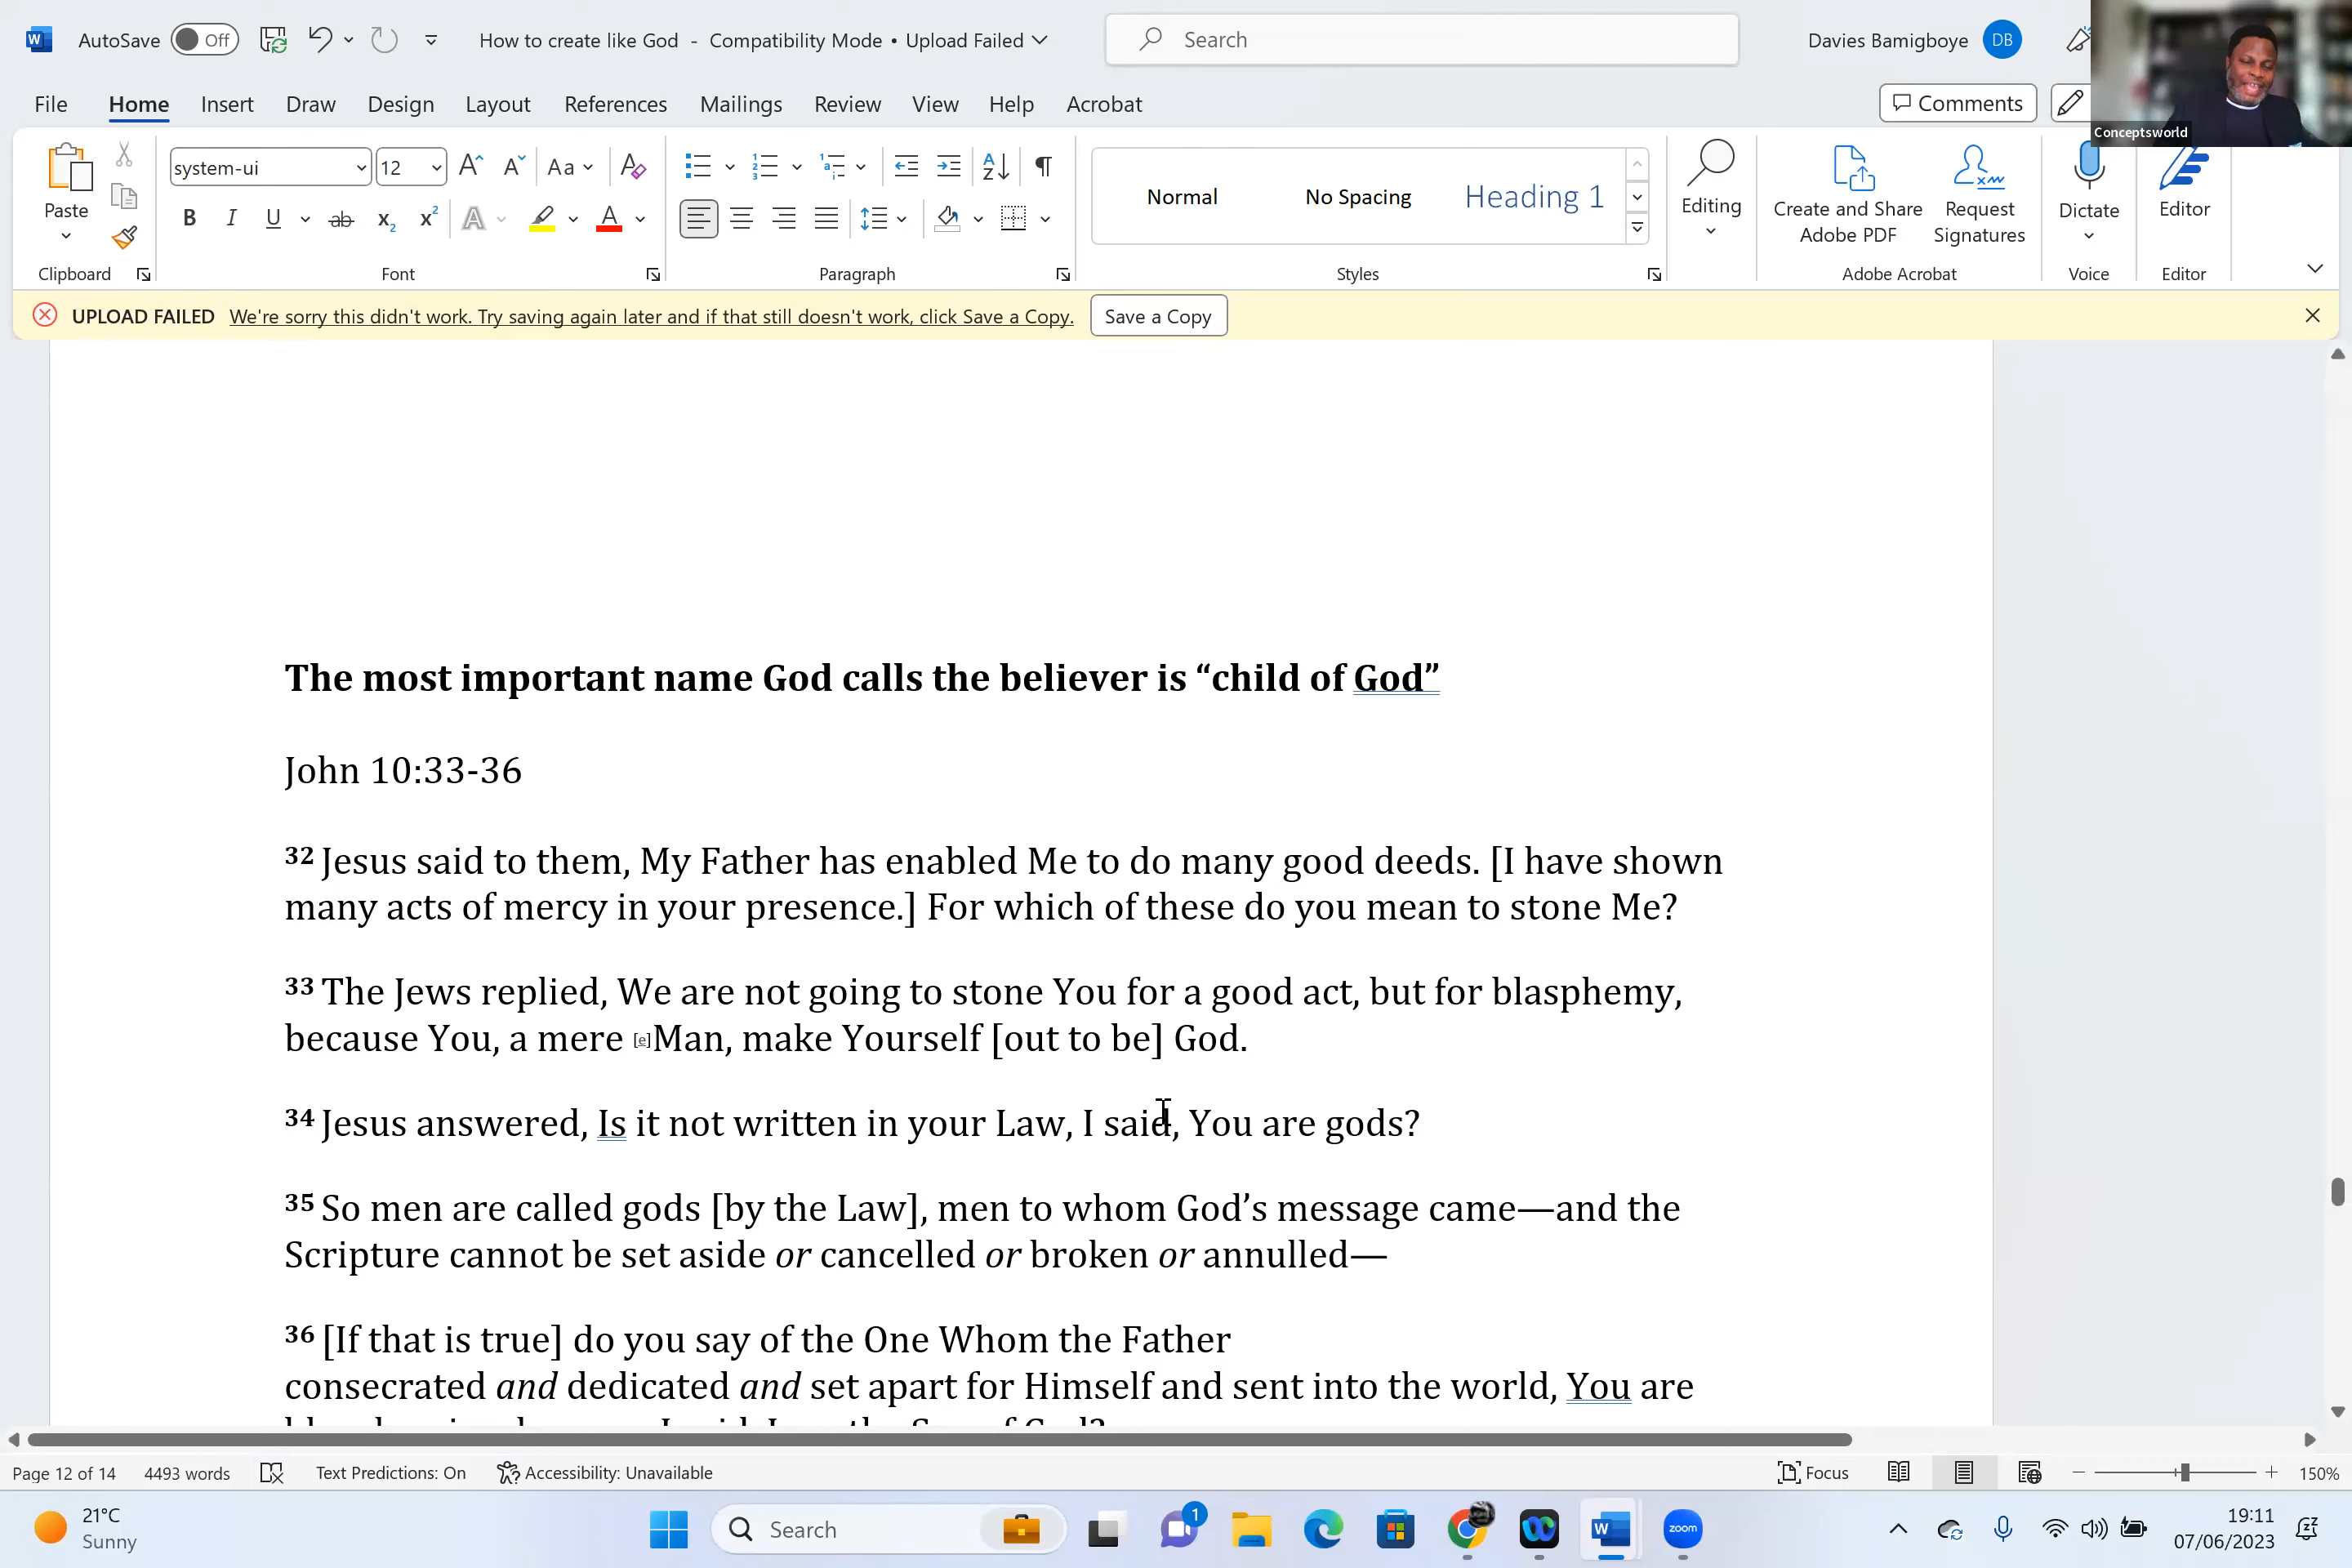 AutoSave Off How to create like God - Compatibility Mode • Upload Failed Search Davies Bamigboye DB
File Home Insert Draw Design Layout References Mailings Review View Help Acrobat Comments
Conceptsworld
Paste
Clipboard
system-ui 12
Font
Paragraph
Normal No Spacing Heading 1
Styles
Editing
Create and Share
Adobe PDF
Request
Signatures
Adobe Acrobat
Dictate
Voice
Editor
Editor
UPLOAD FAILED We're sorry this didn't work. Try saving again later and if that still doesn't work, click Save a Copy. Save a Copy
The most important name God calls the believer is “child of God”
John 10:33-36
32 Jesus said to them, My Father has enabled Me to do many good deeds. [I have shown
many acts of mercy in your presence.] For which of these do you mean to stone Me?
33 The Jews replied, We are not going to stone You for a good act, but for blasphemy,
because You, a mere [e]Man, make Yourself [out to be] God.
34 Jesus answered, Is it not written in your Law, I said, You are gods?
35 So men are called gods [by the Law], men to whom God’s message came—and the
Scripture cannot be set aside or cancelled or broken or annulled—
36 [If that is true] do you say of the One Whom the Father
consecrated and dedicated and set apart for Himself and sent into the world, You are
Page 12 of 14 4493 words Text Predictions: On Accessibility: Unavailable Focus 150%
21°C
Sunny
Search
1
zoom
19:11
07/06/2023